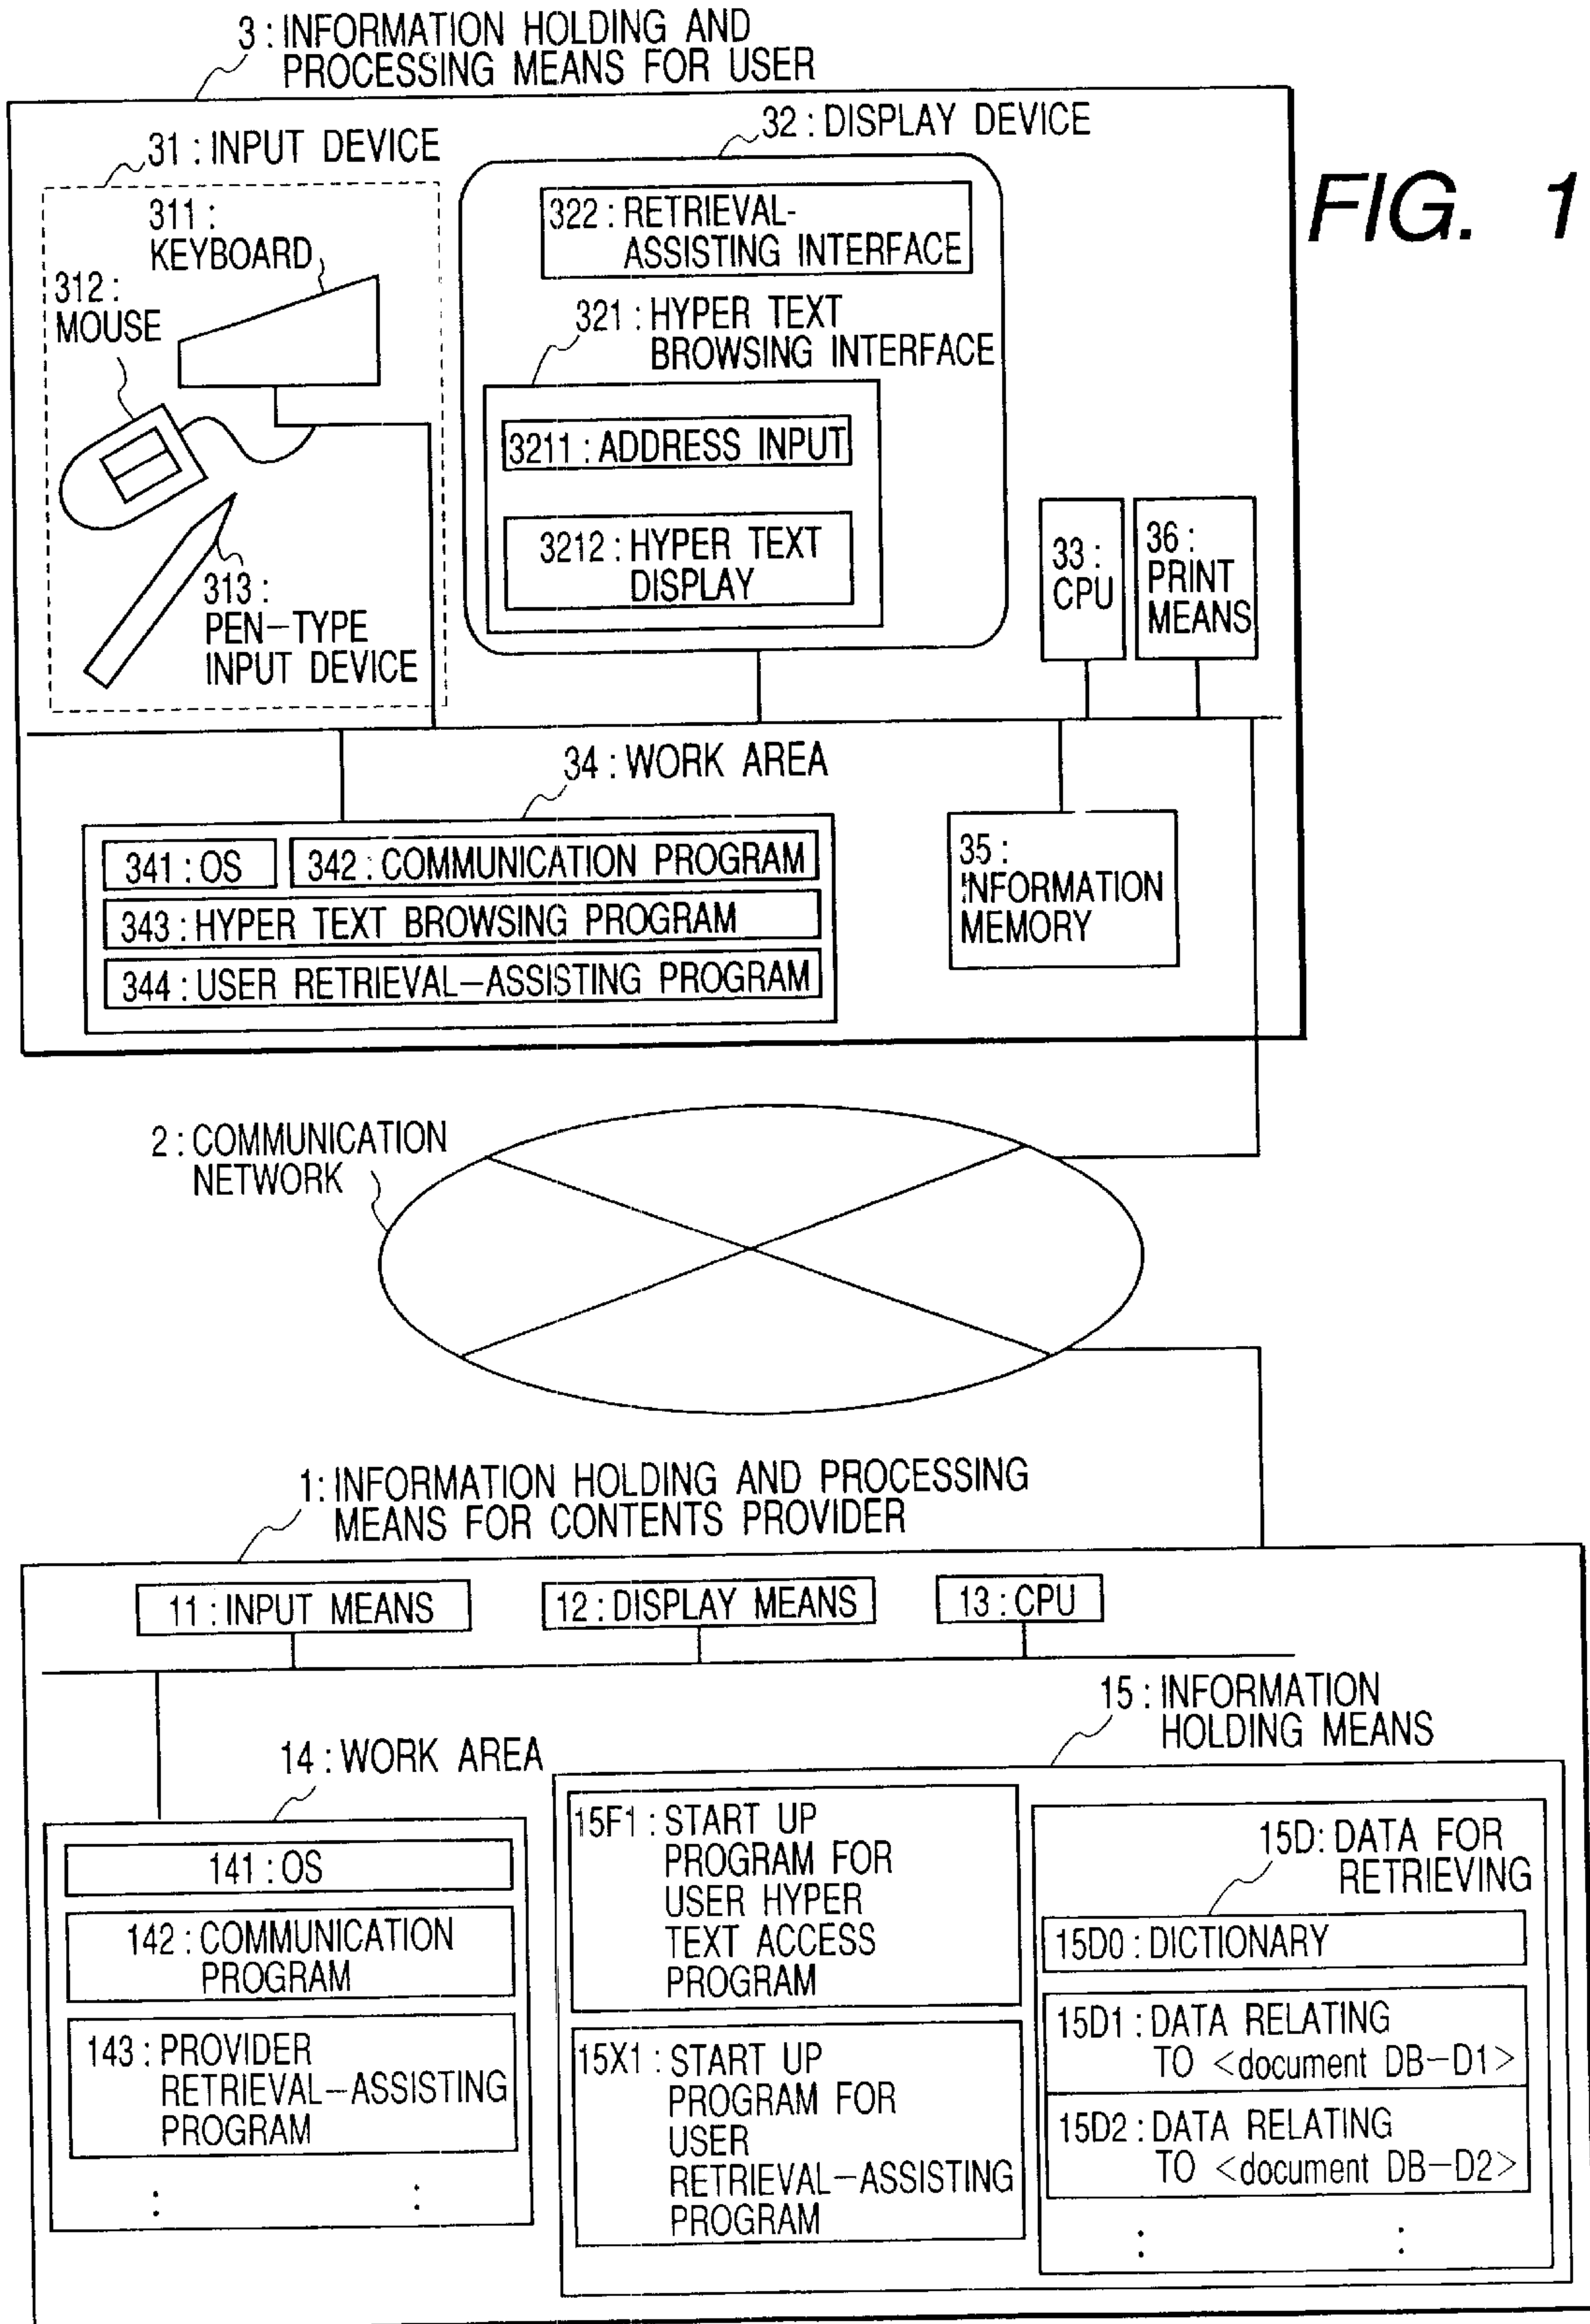 3 : INFORMATION HOLDING AND
PROCESSING MEANS FOR USER
FIG. 1
31 : INPUT DEVICE
311 :
KEYBOARD
312 :
MOUSE
313 :
PEN-TYPE
INPUT DEVICE
32 : DISPLAY DEVICE
322 : RETRIEVAL-
ASSISTING INTERFACE
321 : HYPER TEXT
BROWSING INTERFACE
3211 : ADDRESS INPUT
3212 : HYPER TEXT
DISPLAY
33 :
CPU
36 :
PRINT
MEANS
34 : WORK AREA
341 : OS
342 : COMMUNICATION PROGRAM
343 : HYPER TEXT BROWSING PROGRAM
344 : USER RETRIEVAL-ASSISTING PROGRAM
35 :
INFORMATION
MEMORY
2 : COMMUNICATION
NETWORK
1: INFORMATION HOLDING AND PROCESSING
MEANS FOR CONTENTS PROVIDER
11 : INPUT MEANS
12 : DISPLAY MEANS
13 : CPU
14 : WORK AREA
141 : OS
142 : COMMUNICATION
PROGRAM
143 : PROVIDER
RETRIEVAL-ASSISTING
PROGRAM
15 : INFORMATION
HOLDING MEANS
15F1 : START UP
PROGRAM FOR
USER HYPER
TEXT ACCESS
PROGRAM
15X1 : START UP
PROGRAM FOR
USER
RETRIEVAL-ASSISTING
PROGRAM
15D: DATA FOR
RETRIEVING
15D0 : DICTIONARY
15D1 : DATA RELATING
TO <document DB-D1>
15D2 : DATA RELATING
TO <document DB-D2>